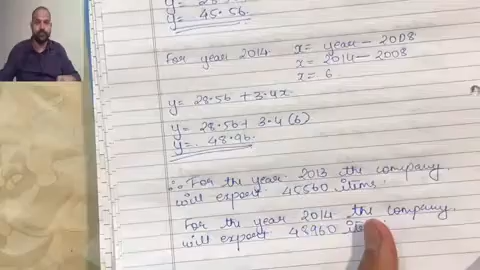 y = 45.56.
For year 2014
x = year - 2008
x = 2014 - 2008
x = 6
y = 28.56 + 3.4x
y = 28.56 + 3.4 (6)
y = 48.96.
∴ For the year 2013 the company
will expect 45560 items.
For the year 2014 the company
will expect 48960